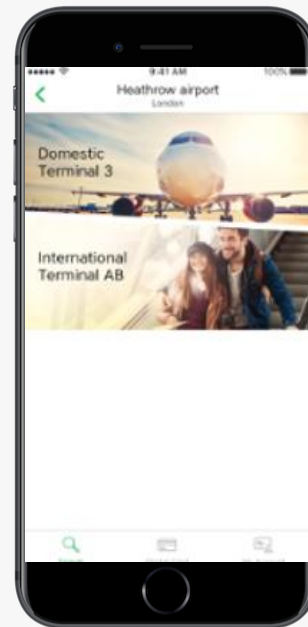 9:41 AM
100%
Heathrow airport
London
Domestic
Terminal 3
International
Terminal AB